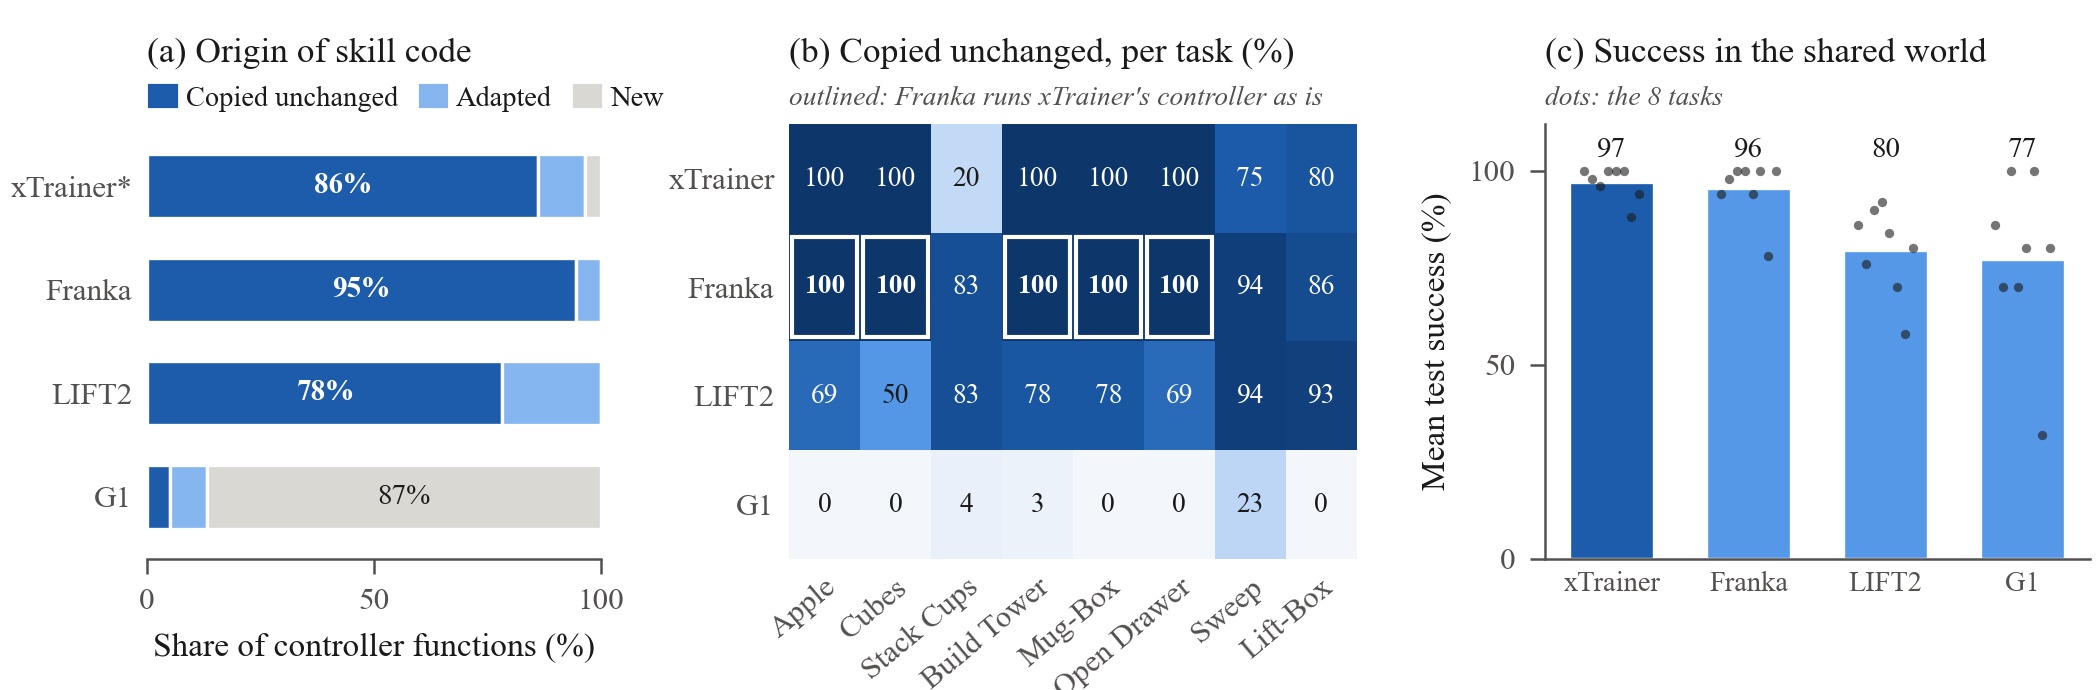 (a) Origin of skill code
Copied unchanged Adapted New
xTrainer* 86%
Franka 95%
LIFT2 78%
G1 87%
0 50 100
Share of controller functions (%)
(b) Copied unchanged, per task (%)
outlined: Franka runs xTrainer's controller as is
xTrainer 100 100 20 100 100 100 75 80
Franka 100 100 83 100 100 100 94 86
LIFT2 69 50 83 78 78 69 94 93
G1 0 0 4 3 0 0 23 0
Apple Cubes Stack Cups Build Tower Mug-Box Open Drawer Sweep Lift-Box
(c) Success in the shared world
dots: the 8 tasks
97 96 80 77
100
50
0
Mean test success (%)
xTrainer Franka LIFT2 G1